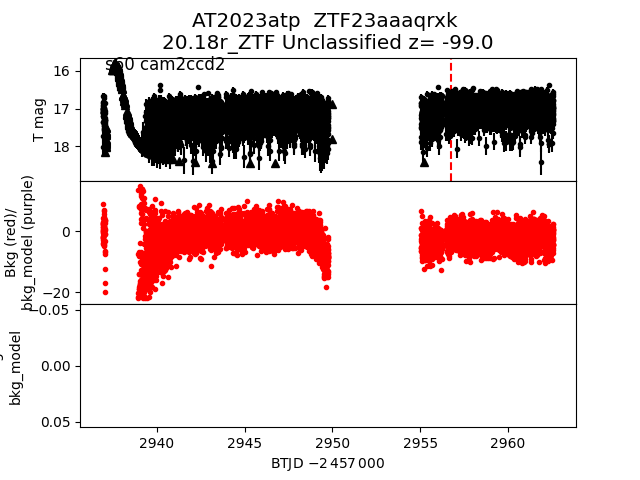 AT2023atp  ZTF23aaaqrxk
20.18r_ZTF Unclassified z= -99.0
s60 cam2ccd2
16
17
18
T mag
0
−20
Bkg (red)/
bkg_model (purple)
−0.05
0.00
0.05
bkg_model
2940
2945
2950
2955
2960
BTJD −2 457 000